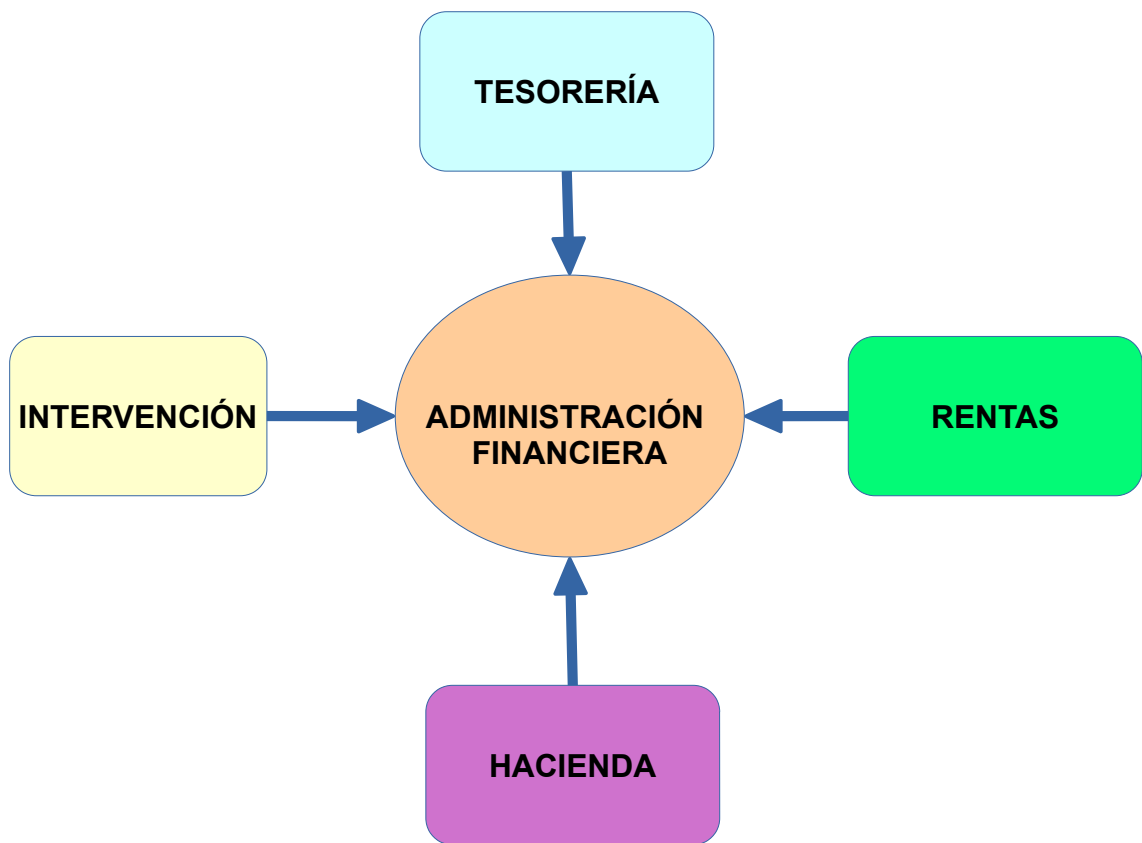 TESORERÍA
INTERVENCIÓN
ADMINISTRACIÓN
FINANCIERA
RENTAS
HACIENDA